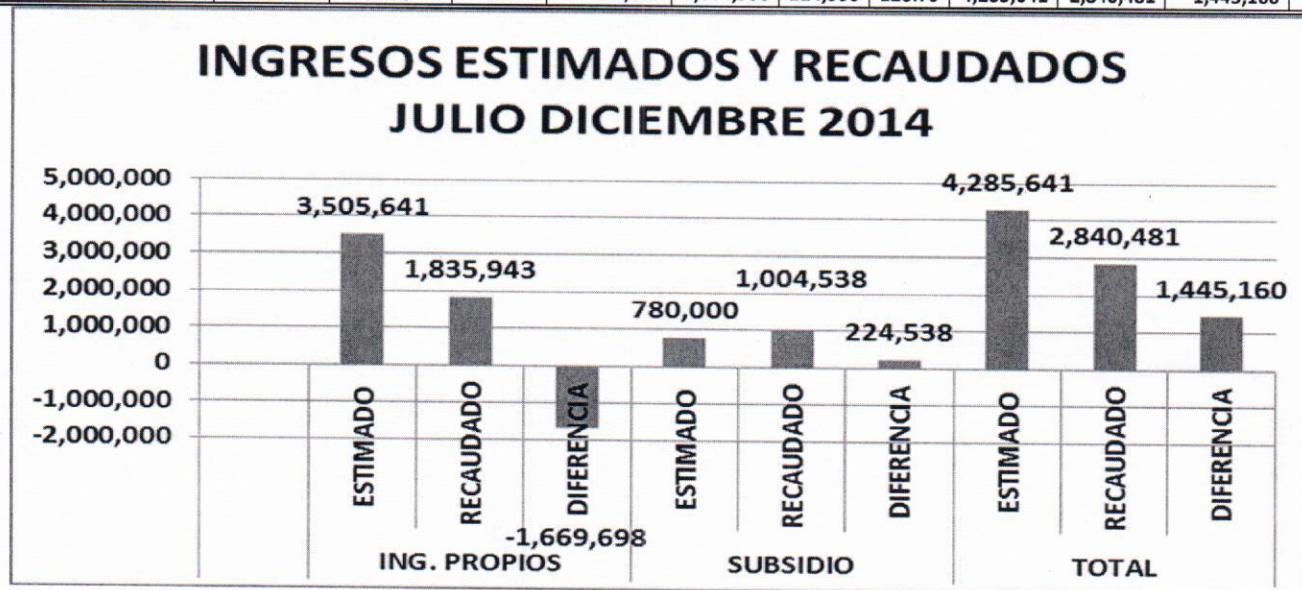 INGRESOS ESTIMADOS Y RECAUDADOS
JULIO DICIEMBRE 2014
5,000,000
4,000,000
3,000,000
2,000,000
1,000,000
0
-1,000,000
-2,000,000
3,505,641
1,835,943
-1,669,698
780,000
1,004,538
224,538
4,285,641
2,840,481
1,445,160
ESTIMADO
RECAUDADO
DIFERENCIA
ESTIMADO
RECAUDADO
DIFERENCIA
ESTIMADO
RECAUDADO
DIFERENCIA
ING. PROPIOS
SUBSIDIO
TOTAL